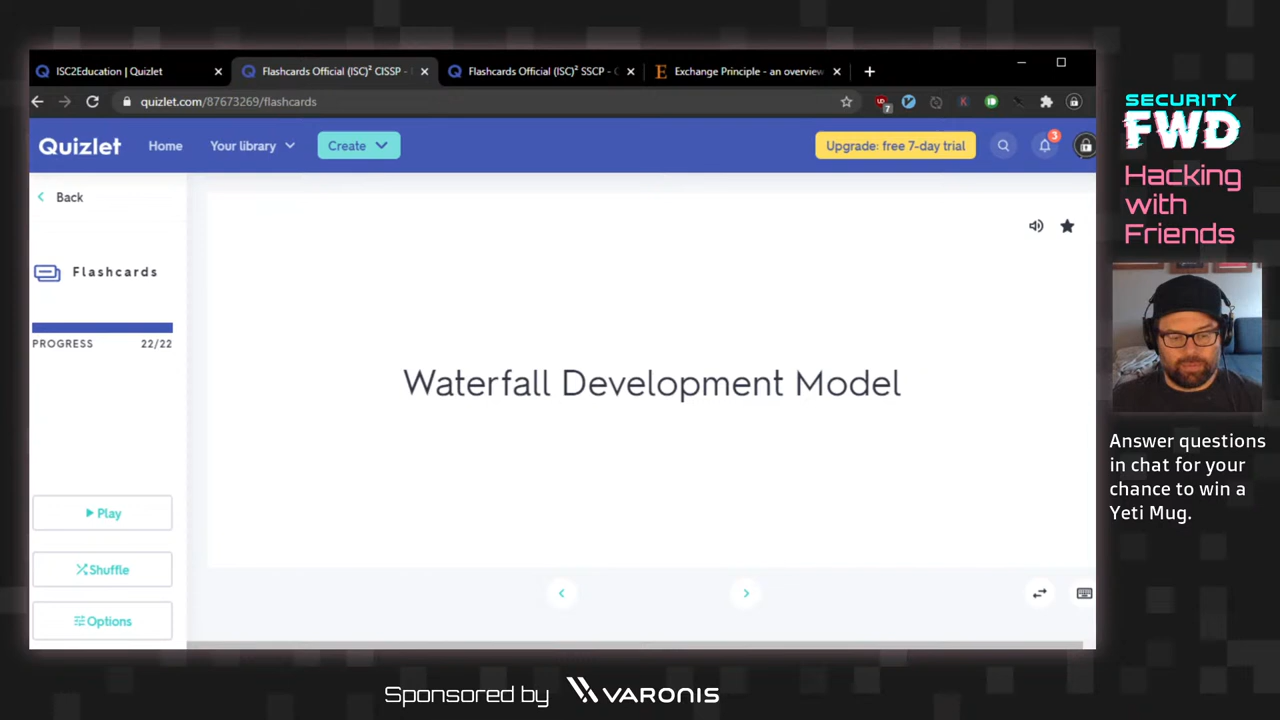 ISC2Education | Quizlet
Flashcards Official (ISC)² CISSP -
Flashcards Official (ISC)² SSCP -
Exchange Principle - an overview
quizlet.com/87673269/flashcards
7
Quizlet
Home
Your library
Create
Upgrade: free 7-day trial
3
Back
Flashcards
PROGRESS 22/22
Waterfall Development Model
Play
Shuffle
Options
SECURITY
FWD
Hacking
with
Friends
Answer questions
in chat for your
chance to win a
Yeti Mug.
Sponsored by VARONIS